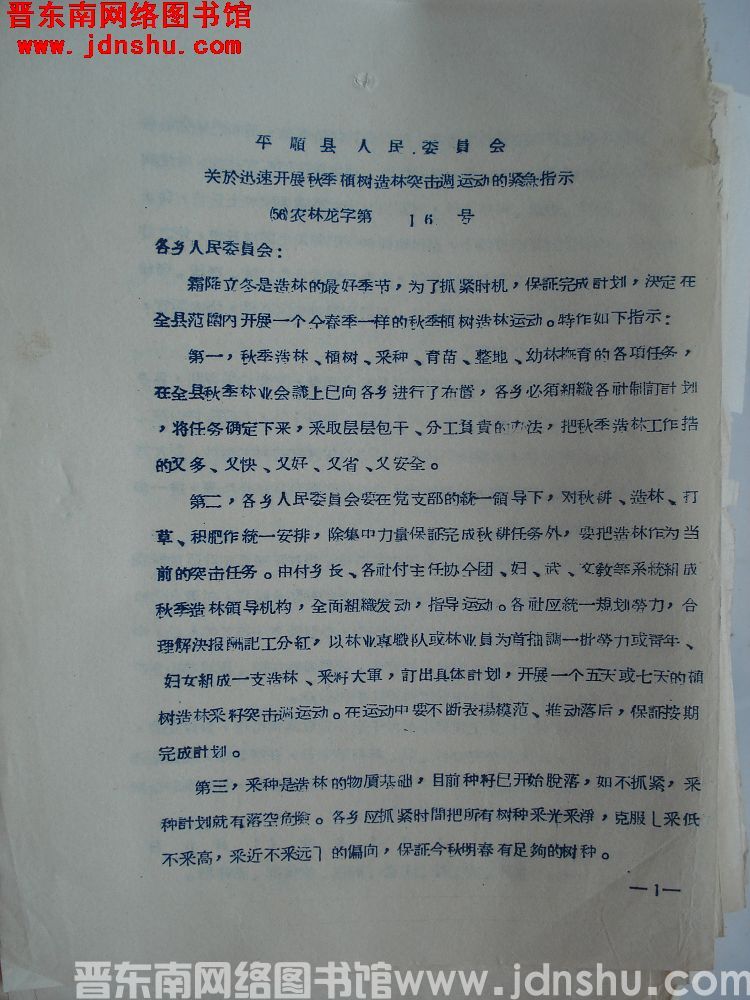 晋东南网络图书馆
www.jdnshu.com
平順县人民委員会
关於迅速开展秋季植树造林突击週运动的紧急指示
(56)农林龙字第 16 号
各乡人民委員会:
霜降立冬是造林的最好季节,为了抓紧时机,保証完成計划,决定在
全县范圍内开展一个今春季一样的秋季植树造林运动。特作如下指示:
第一,秋季造林、植树、采种、育苗、整地、幼林撫育的各項任务,
在全县秋季林业会議上已向各乡进行了布置,各乡必須組織各社制訂計划
,将任务确定下来,采取层层包干、分工負責的办法,把秋季造林工作搞
的又多、又快、又好、又省、又安全。
第二,各乡人民委員会要在党支部的統一領导下,对秋耕、造林、打
草、积肥作統一安排,除集中力量保証完成秋耕任务外,要把造林作为当
前的突击任务。由付乡长、各社付主任协合团、妇、武、文教等系統組成
秋季造林領导机构,全面組織发动,指导运动。各社应統一規划劳力,合
理解决报酬記工分紅,以林业專职队或林业員为首抽調一批劳力或青年、
妇女組成一支造林、采籽大軍,訂出具体計划,开展一个五天或七天的植
树造林采籽突击週运动。在运动中要不断表揚模范、推动落后,保証按期
完成計划。
第三,采种是造林的物質基础,目前种籽已开始脫落,如不抓紧,采
种計划就有落空危險。各乡应抓紧时間把所有树种采光采淨,克服⌊采低
不采高,采近不采远⌉的偏向,保証今秋明春有足夠的树种。
—1—
晋东南网络图书馆www.jdnshu.com